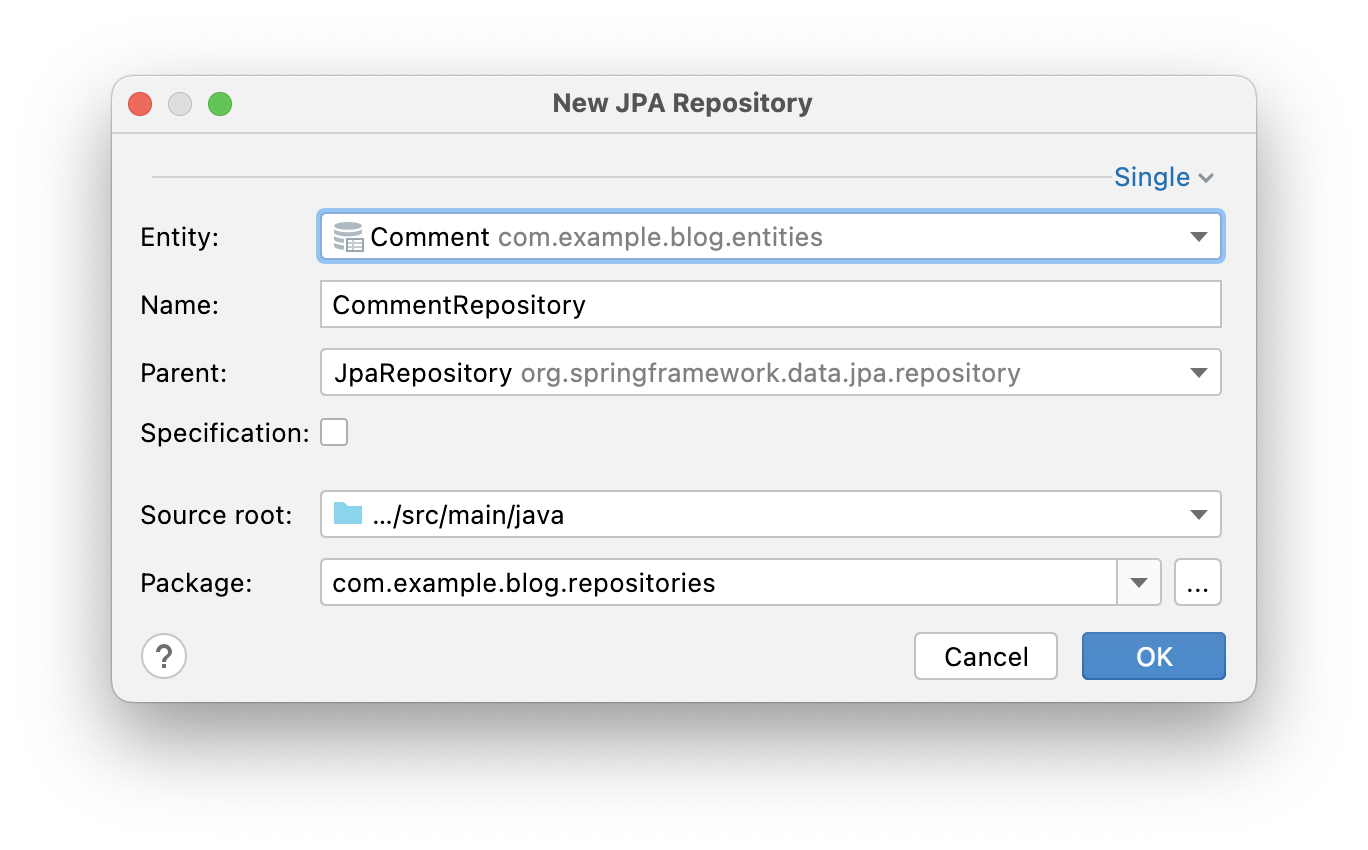 New JPA Repository
Single
Entity: Comment com.example.blog.entities
Name: CommentRepository
Parent: JpaRepository org.springframework.data.jpa.repository
Specification:
Source root: .../src/main/java
Package: com.example.blog.repositories ...
? Cancel OK